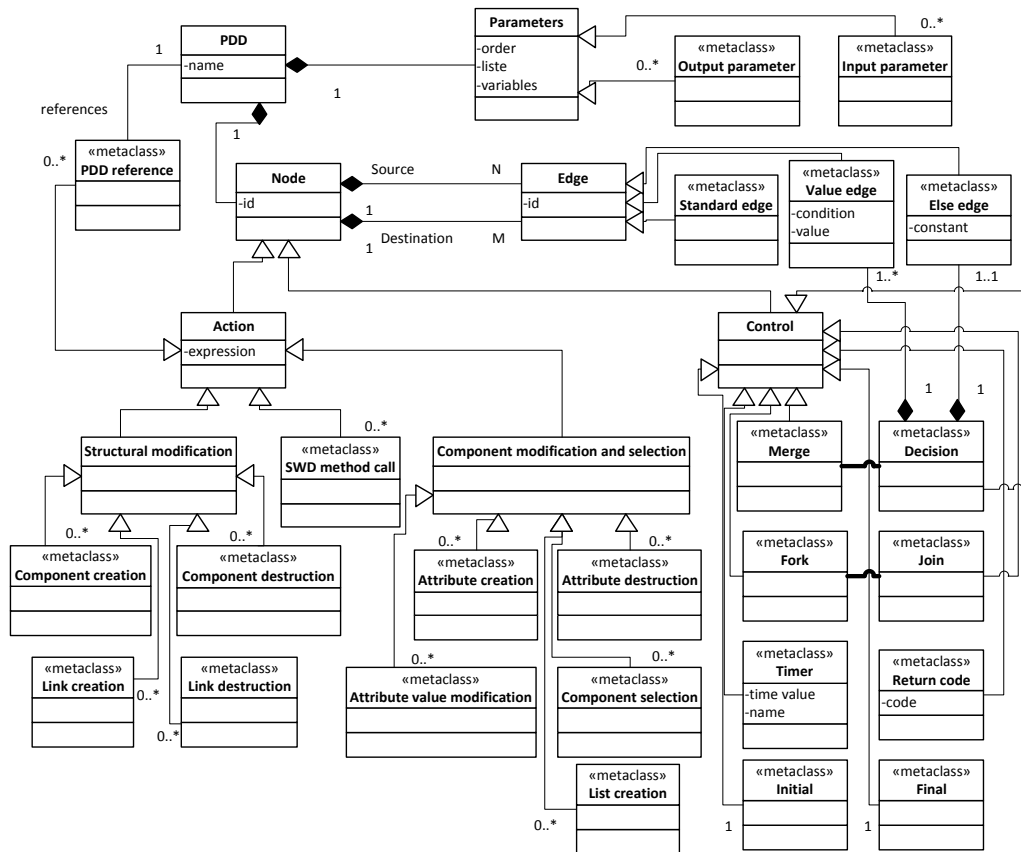 PDD
-name
1
references
0..*
«metaclass»
PDD reference
1
1
Parameters
-order
-liste
-variables
0..*
«metaclass»
Output parameter
0..*
«metaclass»
Input parameter
Node
-id
Source
N
1
Destination
M
1
Edge
-id
«metaclass»
Standard edge
«metaclass»
Value edge
-condition
-value
«metaclass»
Else edge
-constant
1..*
1..1
Action
-expression
Control
1
1
Structural modification
0..*
«metaclass»
SWD method call
Component modification and selection
«metaclass»
Merge
«metaclass»
Decision
0..*
«metaclass»
Component creation
0..*
«metaclass»
Component destruction
0..*
«metaclass»
Attribute creation
0..*
«metaclass»
Attribute destruction
«metaclass»
Fork
«metaclass»
Join
«metaclass»
Link creation
0..*
«metaclass»
Link destruction
0..*
0..*
«metaclass»
Attribute value modification
0..*
«metaclass»
Component selection
«metaclass»
Timer
-time value
-name
«metaclass»
Return code
-code
«metaclass»
List creation
0..*
«metaclass»
Initial
1
«metaclass»
Final
1